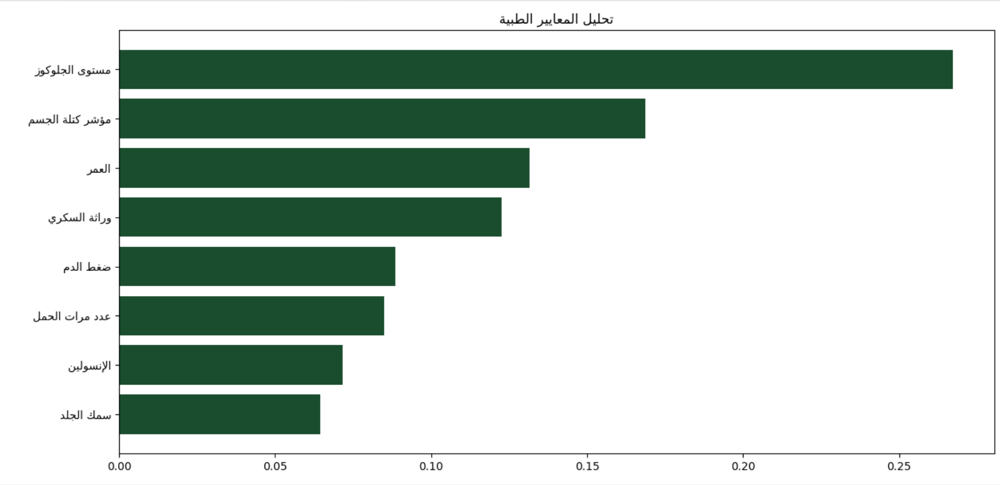 تحليل المعايير الطبية
مستوى الجلوكوز
مؤشر كتلة الجسم
العمر
وراثة السكري
ضغط الدم
عدد مرات الحمل
الإنسولين
سمك الجلد
0.00 0.05 0.10 0.15 0.20 0.25